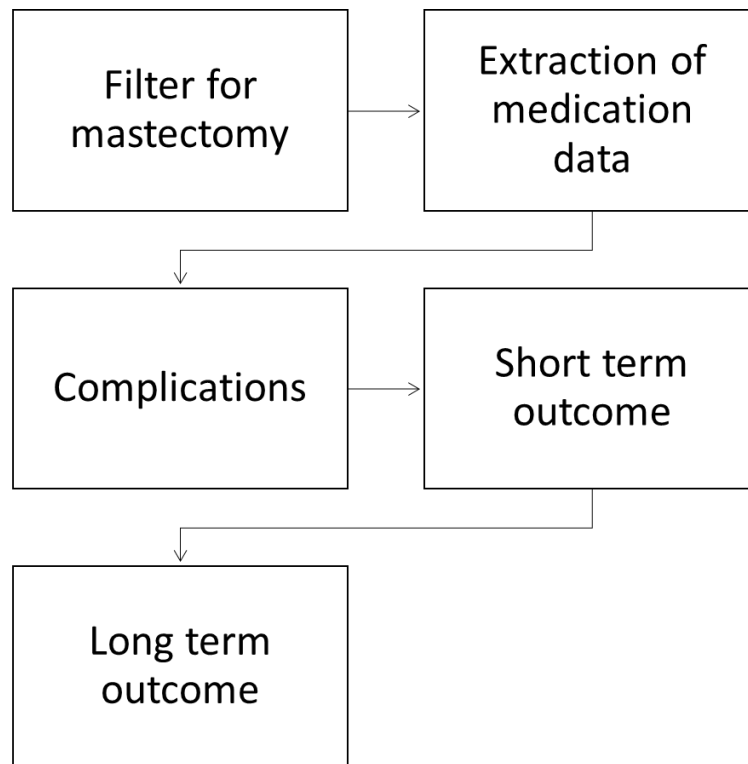 Filter for
mastectomy
Extraction of
medication
data
Complications
Short term
outcome
Long term
outcome